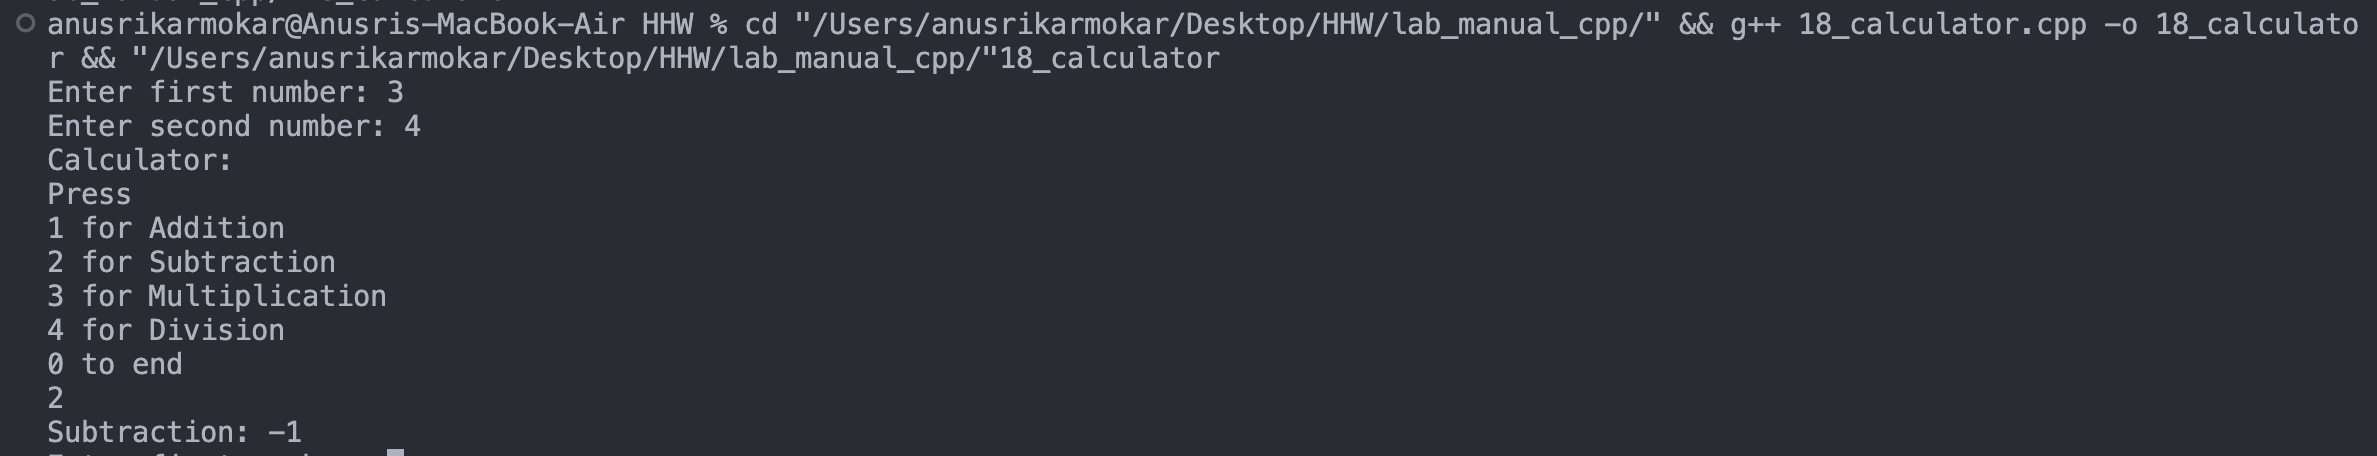 anusrikarmokar@Anusris-MacBook-Air HHW % cd "/Users/anusrikarmokar/Desktop/HHW/lab_manual_cpp/" && g++ 18_calculator.cpp -o 18_calculato
r && "/Users/anusrikarmokar/Desktop/HHW/lab_manual_cpp/"18_calculator
Enter first number: 3
Enter second number: 4
Calculator:
Press
1 for Addition
2 for Subtraction
3 for Multiplication
4 for Division
0 to end
2
Subtraction: -1